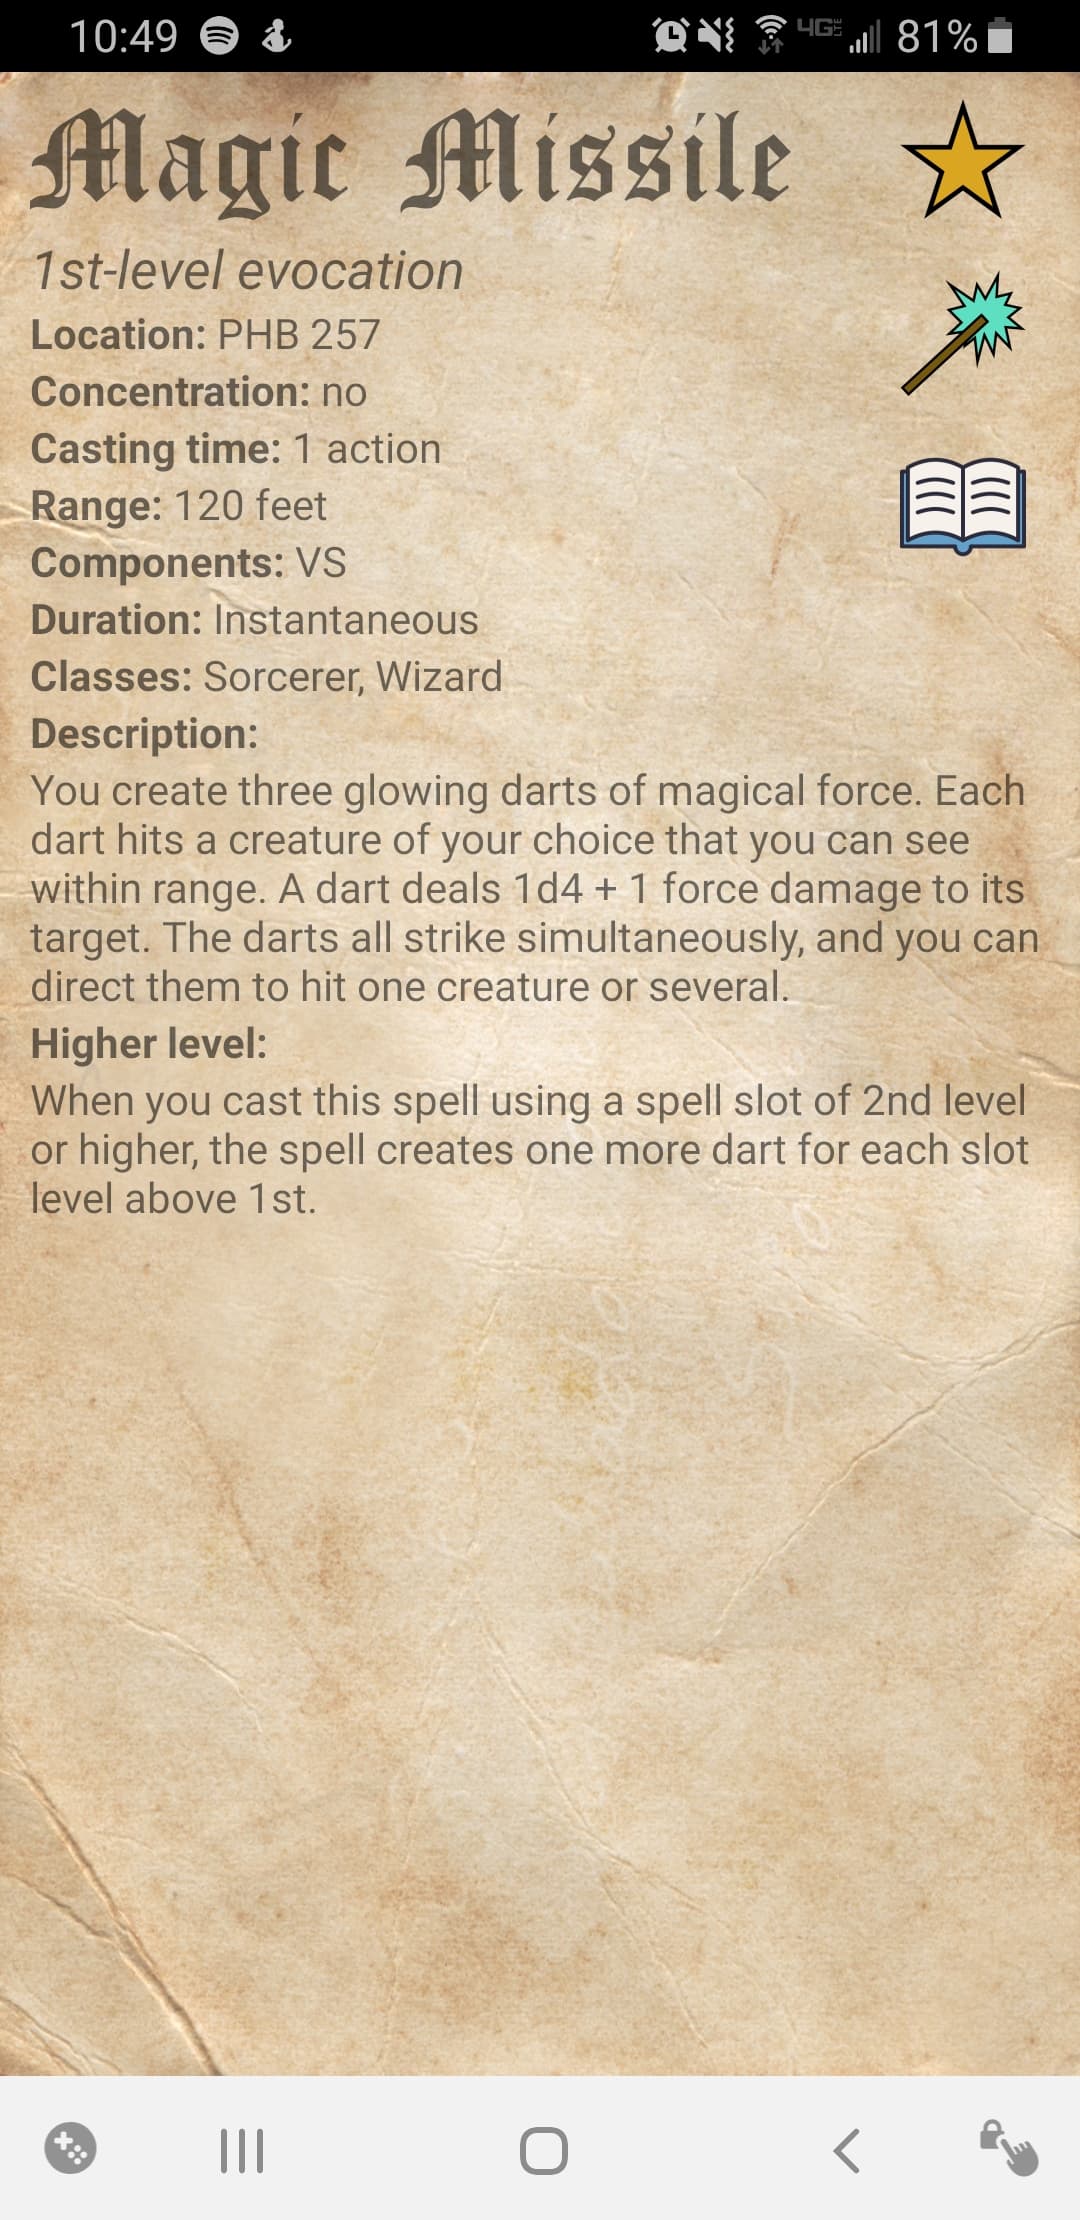 10:49 4GE 81%
Magic Missile
1st-level evocation
Location: PHB 257
Concentration: no
Casting time: 1 action
Range: 120 feet
Components: VS
Duration: Instantaneous
Classes: Sorcerer, Wizard
Description:
You create three glowing darts of magical force. Each
dart hits a creature of your choice that you can see
within range. A dart deals 1d4 + 1 force damage to its
target. The darts all strike simultaneously, and you can
direct them to hit one creature or several.
Higher level:
When you cast this spell using a spell slot of 2nd level
or higher, the spell creates one more dart for each slot
level above 1st.